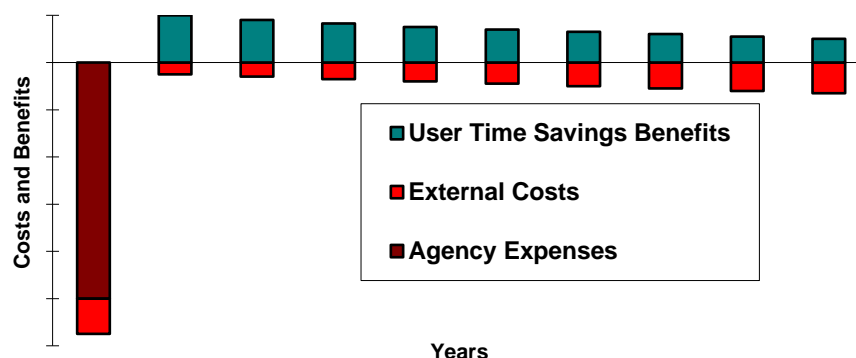 Costs and Benefits
User Time Savings Benefits
External Costs
Agency Expenses
Years